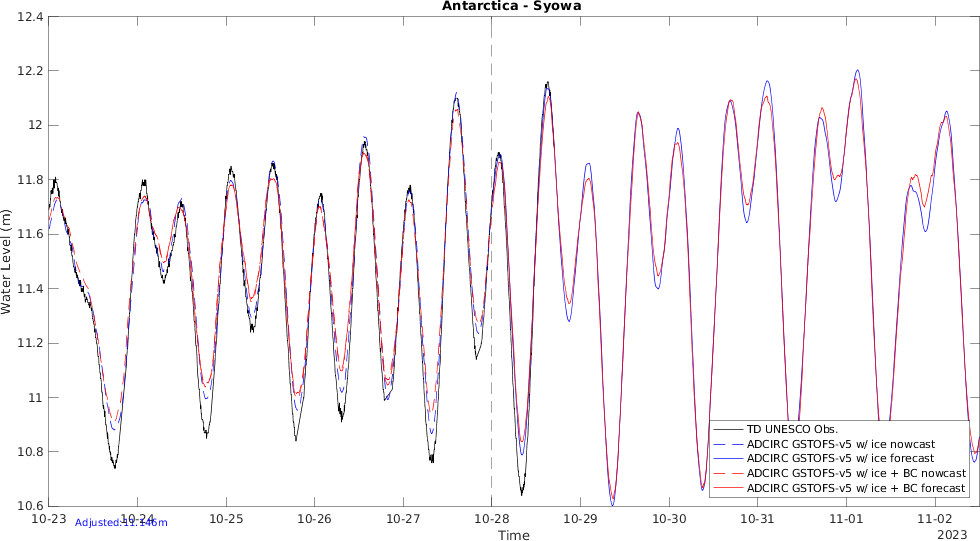 Antarctica - Syowa
12.4
12.2
12
11.8
11.6
11.4
11.2
11
10.8
10.6
Water Level (m)
TD UNESCO Obs.
ADCIRC GSTOFS-v5 w/ ice nowcast
ADCIRC GSTOFS-v5 w/ ice forecast
ADCIRC GSTOFS-v5 w/ ice + BC nowcast
ADCIRC GSTOFS-v5 w/ ice + BC forecast
10-23 10-24 10-25 10-26 10-27 10-28 10-29 10-30 10-31 11-01 11-02
Adjusted:11.146m
Time
2023